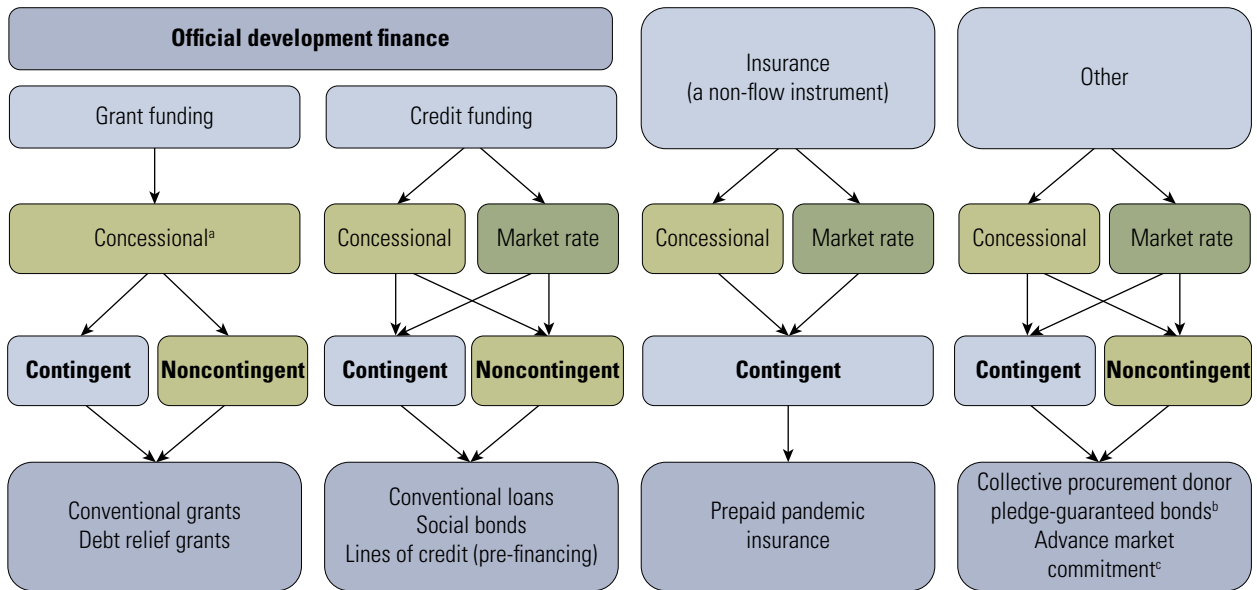 Official development finance
Grant funding
Credit funding
Insurance
(a non-flow instrument)
Other
Concessionalᵃ
Concessional
Market rate
Concessional
Market rate
Concessional
Market rate
Contingent
Noncontingent
Contingent
Noncontingent
Contingent
Contingent
Noncontingent
Conventional grants
Debt relief grants
Conventional loans
Social bonds
Lines of credit (pre-financing)
Prepaid pandemic
insurance
Collective procurement donor
pledge-guaranteed bondsᵇ
Advance market
commitmentᶜ